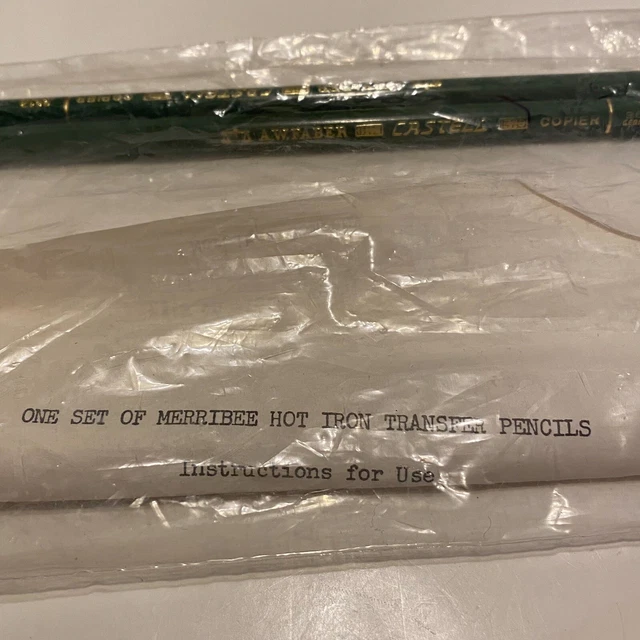 A.W.FABER CASTELL COPIER
ONE SET OF MERRIBEE HOT IRON TRANSFER PENCILS
Instructions for Use